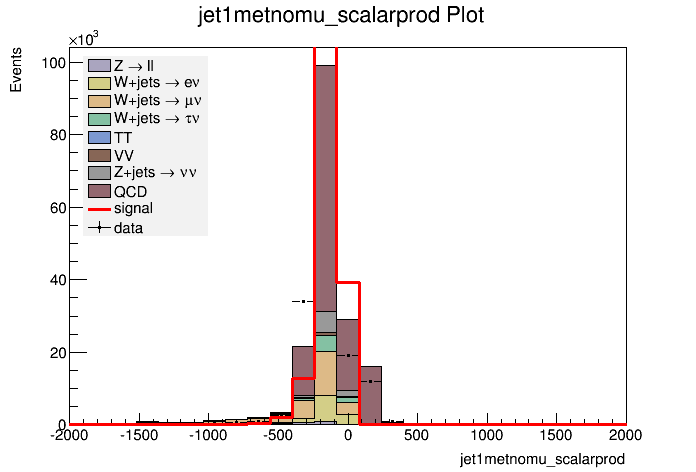 jet1metnomu_scalarprod Plot
×10³
Events
100
80
60
40
20
0
Z → ll
W+jets → eν
W+jets → μν
W+jets → τν
TT
VV
Z+jets → νν
QCD
signal
data
-2000 -1500 -1000 -500 0 500 1000 1500 2000
jet1metnomu_scalarprod